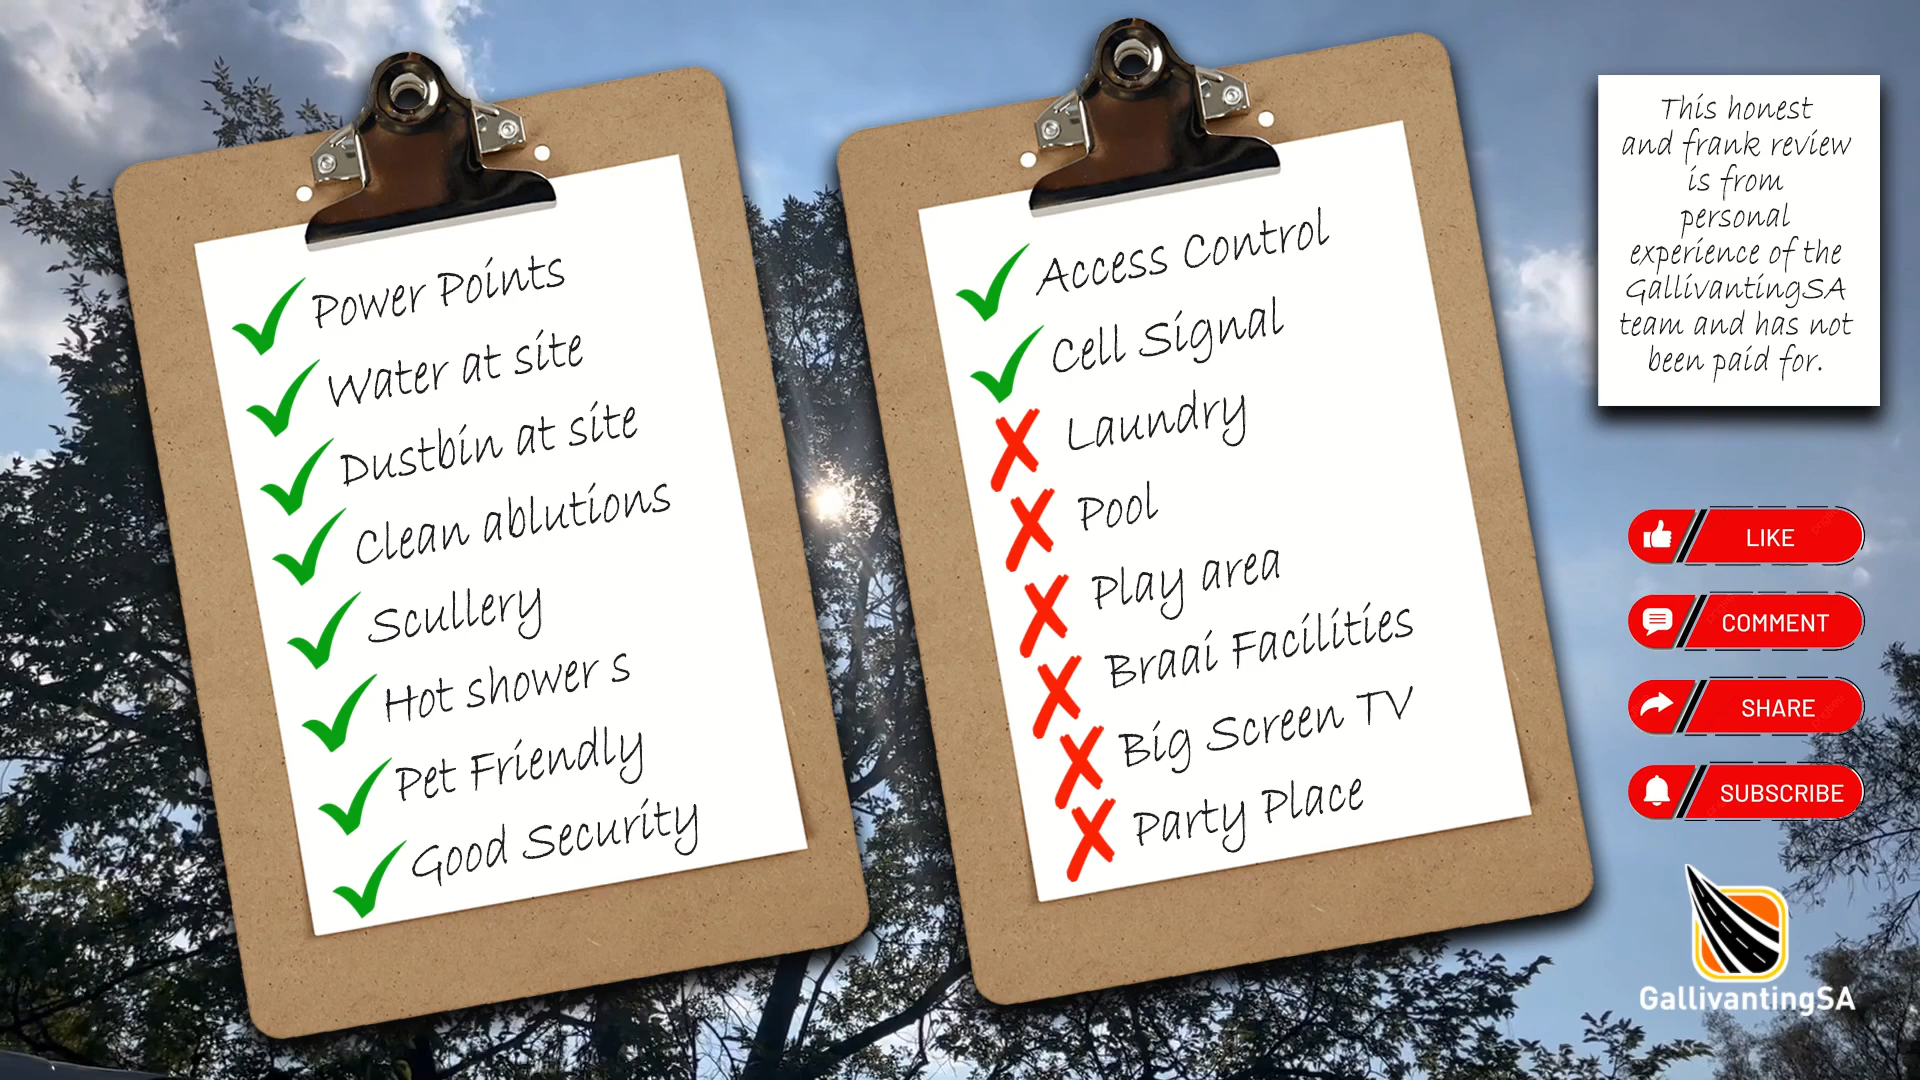 Power Points
Water at site
Dustbin at site
Clean ablutions
Scullery
Hot shower s
Pet Friendly
Good Security
Access Control
Cell Signal
Laundry
Pool
Play area
Braai Facilities
Big Screen TV
Party Place
This honest
and frank review
is from
personal
experience of the
GallivantingSA
team and has not
been paid for.
LIKE
COMMENT
SHARE
SUBSCRIBE
GallivantingSA